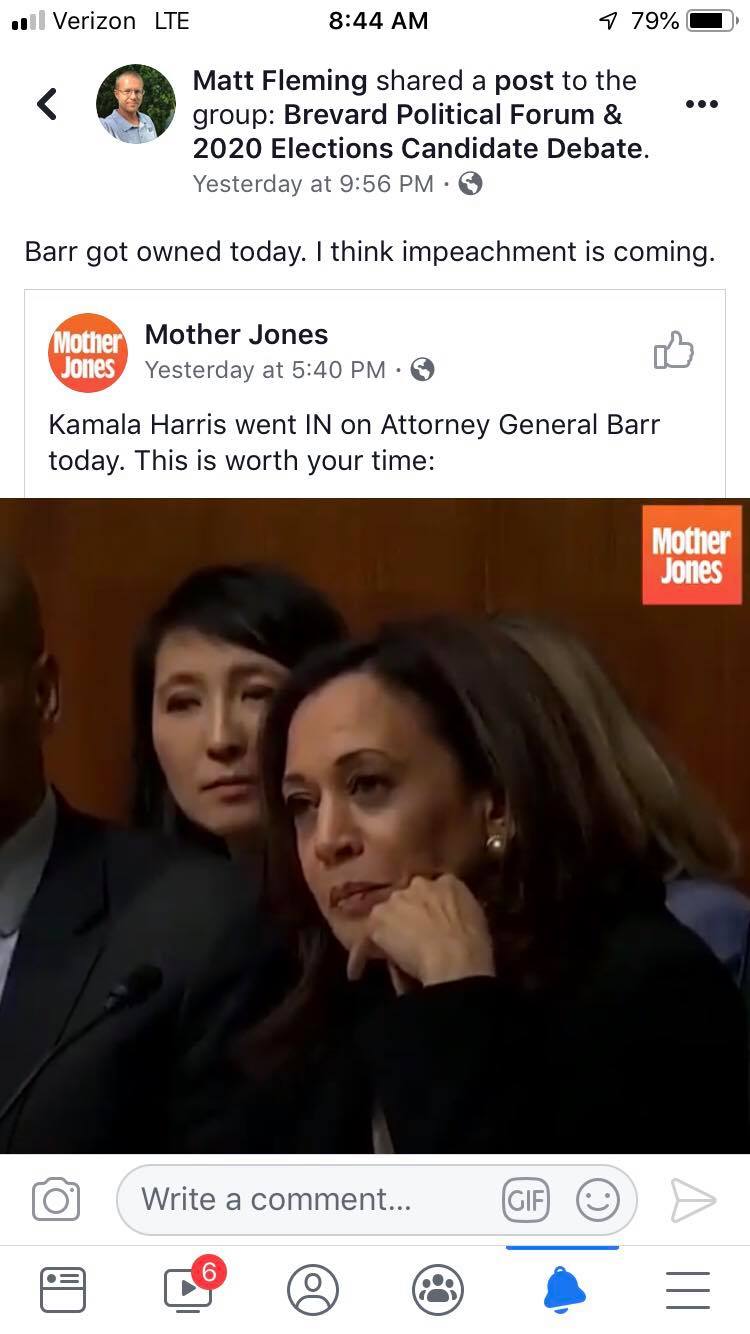 Verizon LTE 8:44 AM 79%
Matt Fleming shared a post to the
group: Brevard Political Forum &
2020 Elections Candidate Debate.
Yesterday at 9:56 PM ·
Barr got owned today. I think impeachment is coming.
Mother
Jones
Mother Jones
Yesterday at 5:40 PM ·
Kamala Harris went IN on Attorney General Barr
today. This is worth your time:
Mother
Jones
Write a comment...
GIF
6